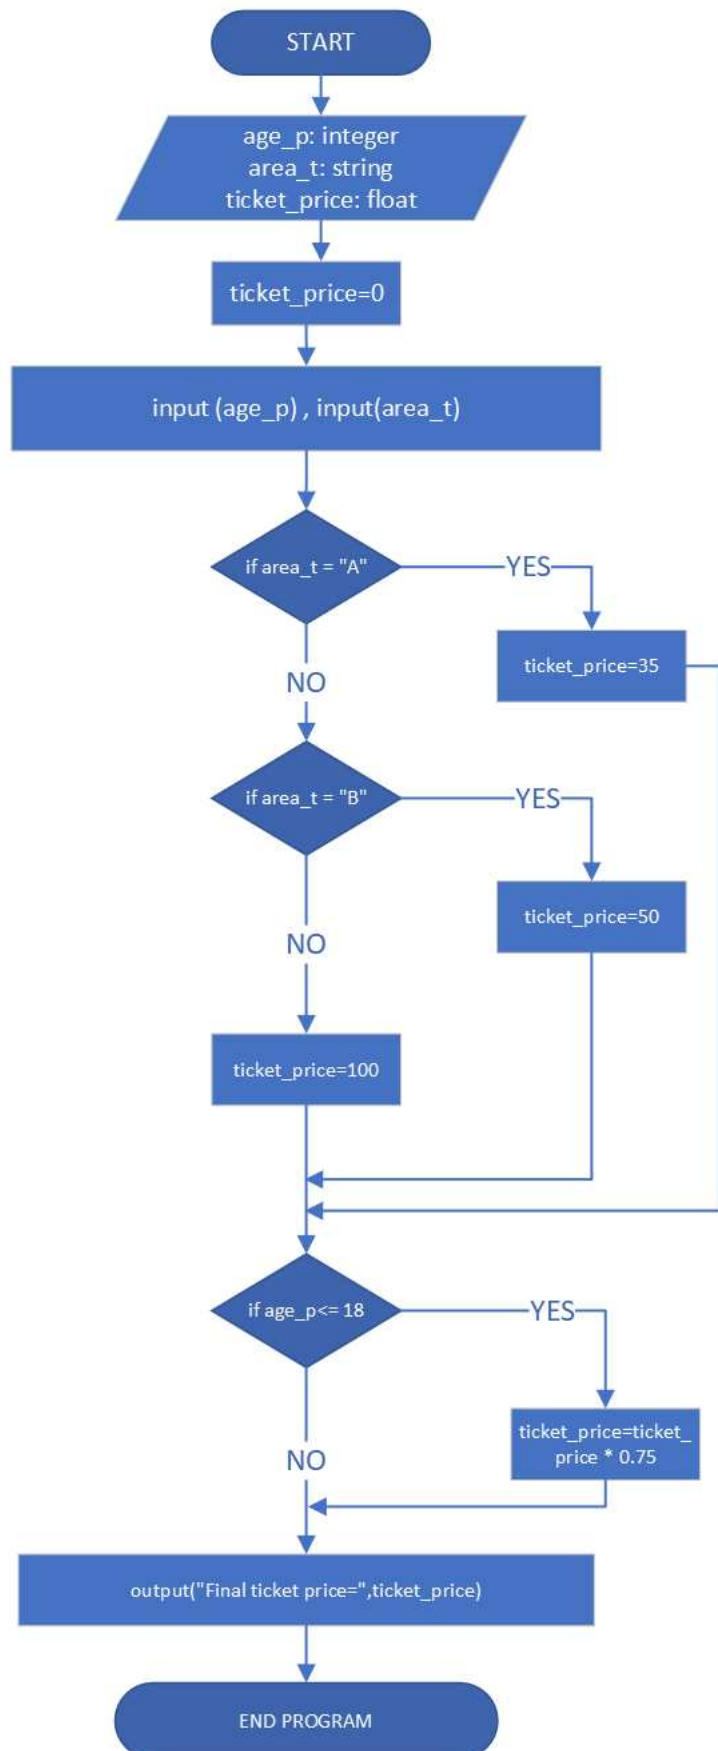 START
age_p: integer
area_t: string
ticket_price: float
ticket_price=0
input (age_p) , input(area_t)
if area_t = "A"
YES
ticket_price=35
NO
if area_t = "B"
YES
ticket_price=50
NO
ticket_price=100
if age_p<= 18
YES
ticket_price=ticket_
price * 0.75
NO
output("Final ticket price=",ticket_price)
END PROGRAM